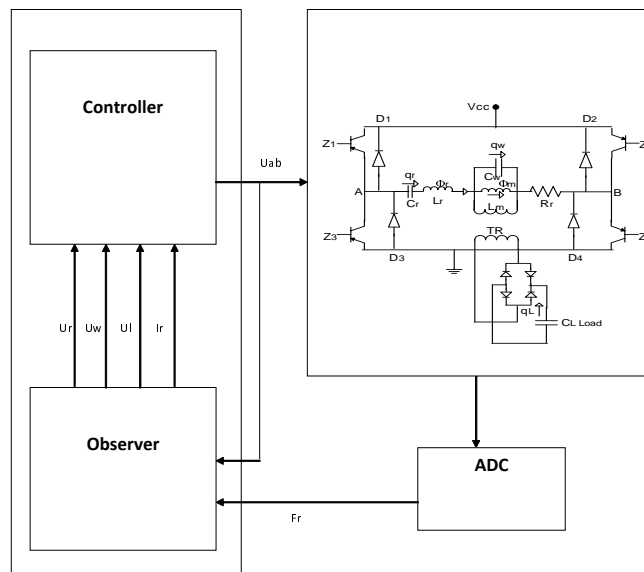 Controller
Uab
Ur
Uw
Ul
Ir
Observer
Fr
ADC
Vcc
D1
D2
Z1
Z
qw
Cw
qr
Φr
Φm
A
B
Cr
Lr
Lm
Rr
Z3
Z
TR
D3
D4
qL
CL Load